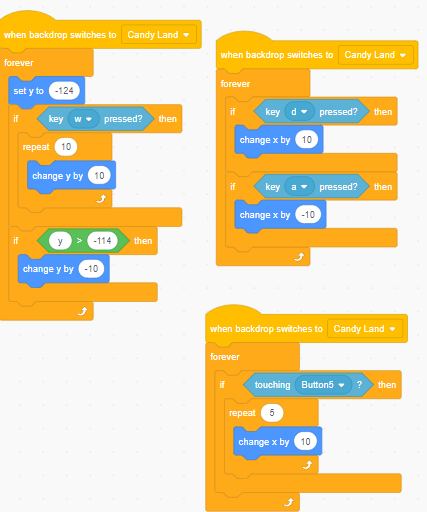 when backdrop switches to Candy Land
forever
set y to -124
if key w pressed? then
repeat 10
change y by 10
if y > -114 then
change y by -10
when backdrop switches to Candy Land
forever
if key d pressed? then
change x by 10
if key a pressed? then
change x by -10
when backdrop switches to Candy Land
forever
if touching Button5 ? then
repeat 5
change x by 10